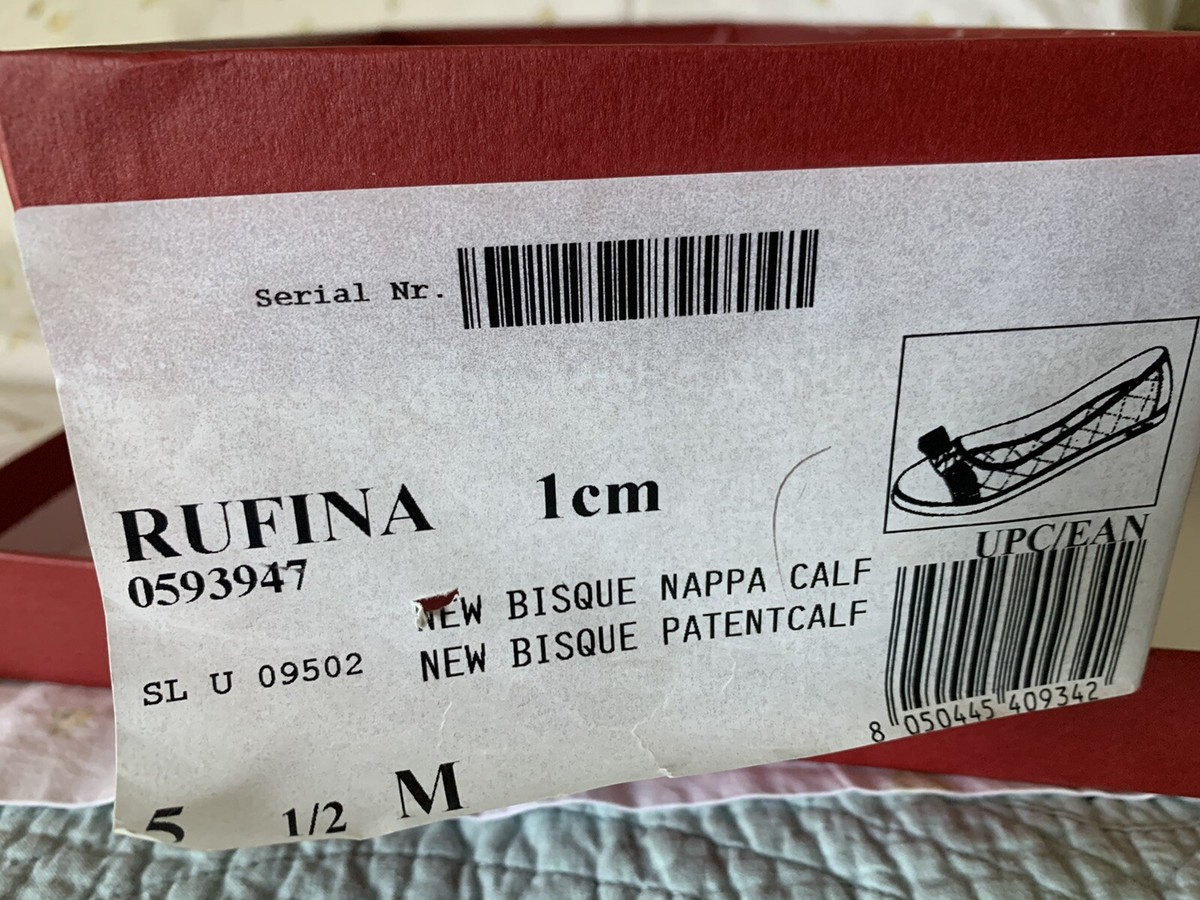 Serial Nr.
RUFINA 1cm
0593947
UPC/EAN
NEW BISQUE NAPPA CALF
SL U 09502 NEW BISQUE PATENTCALF
8 050445 409342
5 1/2 M